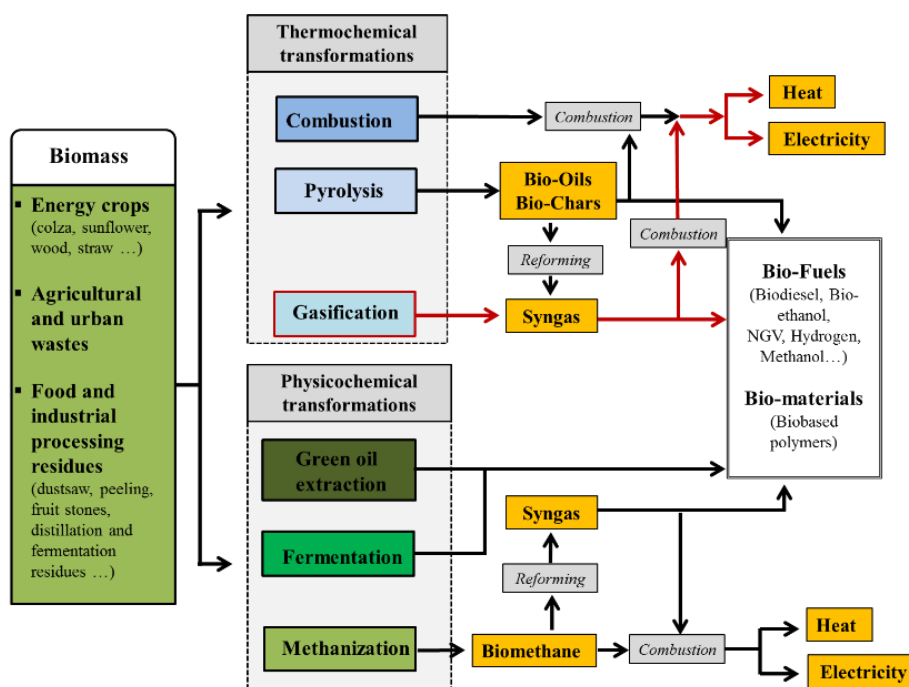 Thermochemical
transformations
Combustion
Combustion
Heat
Electricity
Biomass
▪ Energy crops
(colza, sunflower,
wood, straw …)
▪ Agricultural
and urban
wastes
▪ Food and
industrial
processing
residues
(dustsaw, peeling,
fruit stones,
distillation and
fermentation
residues …)
Pyrolysis
Bio-Oils
Bio-Chars
Reforming
Combustion
Gasification
Syngas
Bio-Fuels
(Biodiesel, Bio-
ethanol,
NGV, Hydrogen,
Methanol…)
Bio-materials
(Biobased
polymers)
Physicochemical
transformations
Green oil
extraction
Fermentation
Syngas
Reforming
Methanization
Biomethane
Combustion
Heat
Electricity